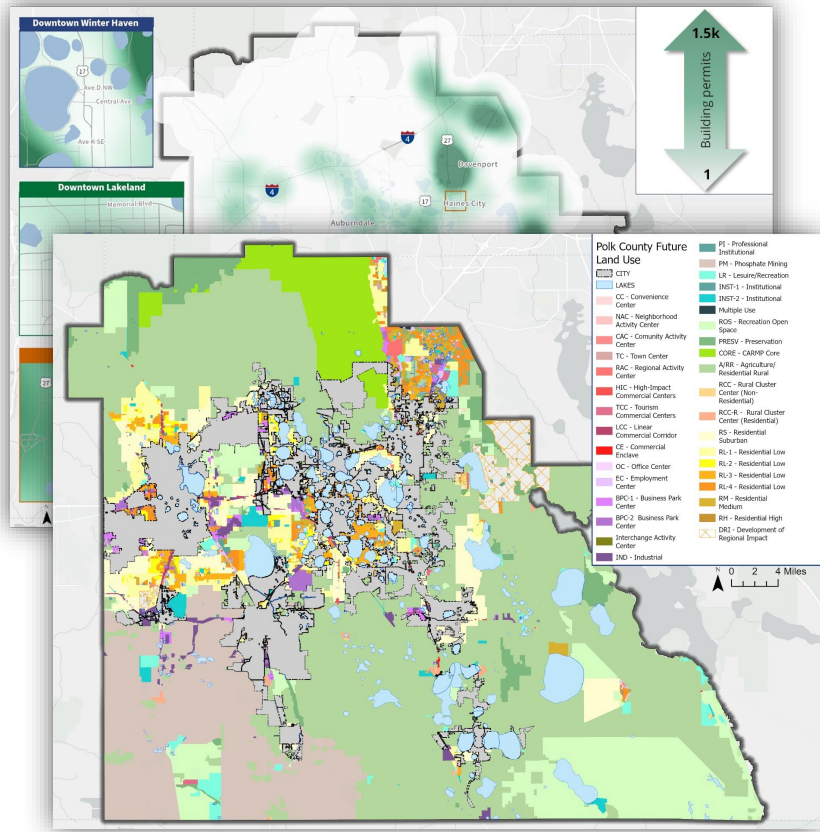 Downtown Winter Haven
17
Ave D NW
Central Ave
Ave K SE
1.5k
Building permits
1
4
27
Davenport
4
17
Haines City
Auburndale
Downtown Lakeland
Memorial Blvd
27
N
Polk County Future
Land Use
CITY
LAKES
CC - Convenience
Center
NAC - Neighborhood
Activity Center
CAC - Comunity Activity
Center
TC - Town Center
RAC - Regional Activity
Center
HIC - High-Impact
Commercial Centers
TCC - Tourism
Commercial Centers
LCC - Linear
Commercial Corridor
CE - Commercial
Enclave
OC - Office Center
EC - Employment
Center
BPC-1 - Business Park
Center
BPC-2 Business Park
Center
Interchange Activity
Center
IND - Industrial
PI - Professional
Institutional
PM - Phosphate Mining
LR - Lesuire/Recreation
INST-1 - Institutional
INST-2 - Institutional
Multiple Use
ROS - Recreation Open
Space
PRESV - Preservation
CORE - CARMP Core
A/RR - Agriculture/
Residential Rural
RCC - Rural Cluster
Center (Non-
Residential)
RCC-R - Rural Cluster
Center (Residential)
RS - Residential
Suburban
RL-1 - Residential Low
RL-2 - Residential Low
RL-3 - Residential Low
RL-4 - Residential Low
RM - Residential
Medium
RH - Residential High
DRI - Development of
Regional Impact
N
0 2 4 Miles